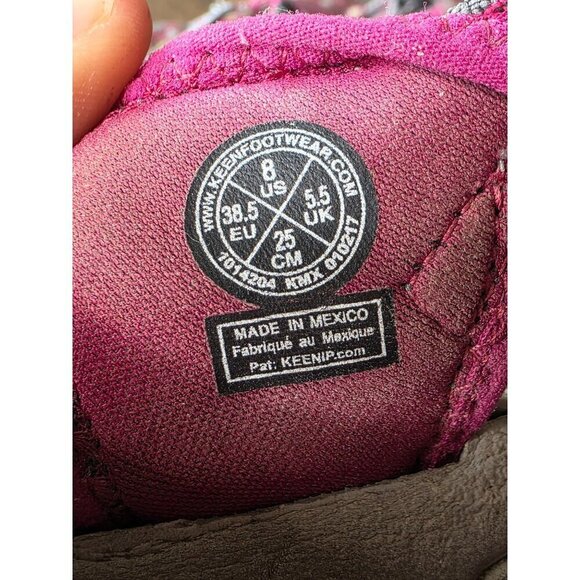 WWW.KEENFOOTWEAR.COM
8
US
38.5
EU
5.5
UK
25
CM
1014204 KMX 010217
MADE IN MEXICO
Fabriqué au Mexique
Pat: KEENIP.com